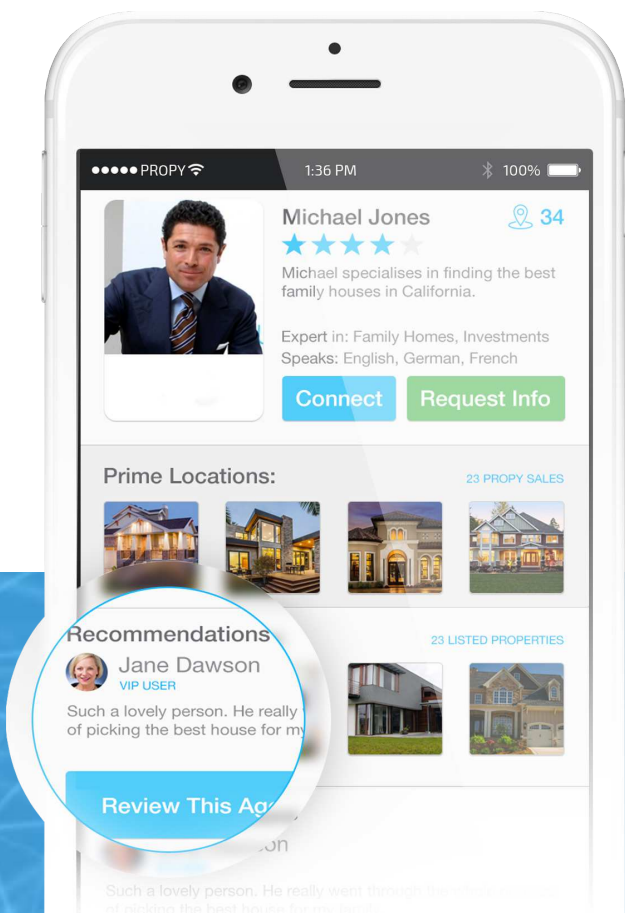 PROPY
1:36 PM
100%
Michael Jones
34
Michael specialises in finding the best
family houses in California.
Expert in: Family Homes, Investments
Speaks: English, German, French
Connect
Request Info
Prime Locations:
23 PROPY SALES
23 LISTED PROPERTIES
Recommendations
Jane Dawson
VIP USER
Such a lovely person. He really
of picking the best house for my
Review This Ag
on
Such a lovely person. He really went through the
of picking the best house for my